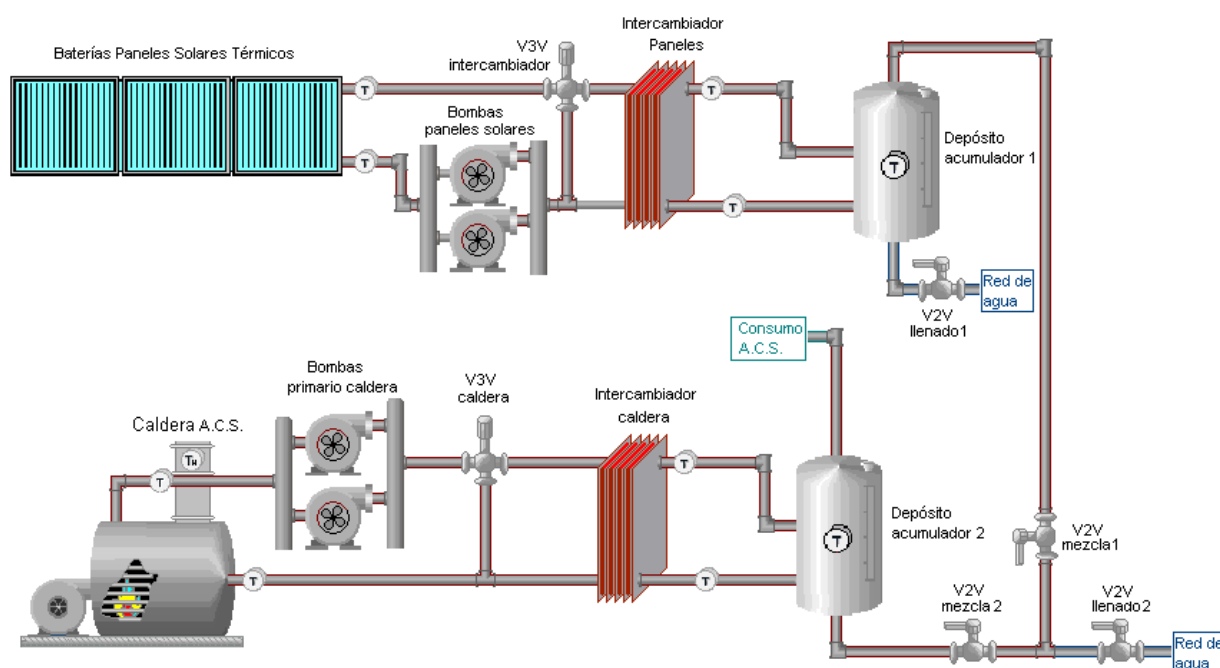 Baterías Paneles Solares Térmicos
V3V
intercambiador
Intercambiador
Paneles
T
T
Bombas
paneles solares
T
T
T
Depósito
acumulador 1
T
Red de
agua
V2V
llenado1
Consumo
A.C.S.
Bombas
primario caldera
V3V
caldera
Intercambiador
caldera
Caldera A.C.S.
TH
T
T
T
T
T
Depósito
acumulador 2
V2V
mezcla1
V2V
mezcla 2
V2V
llenado2
Red de
agua